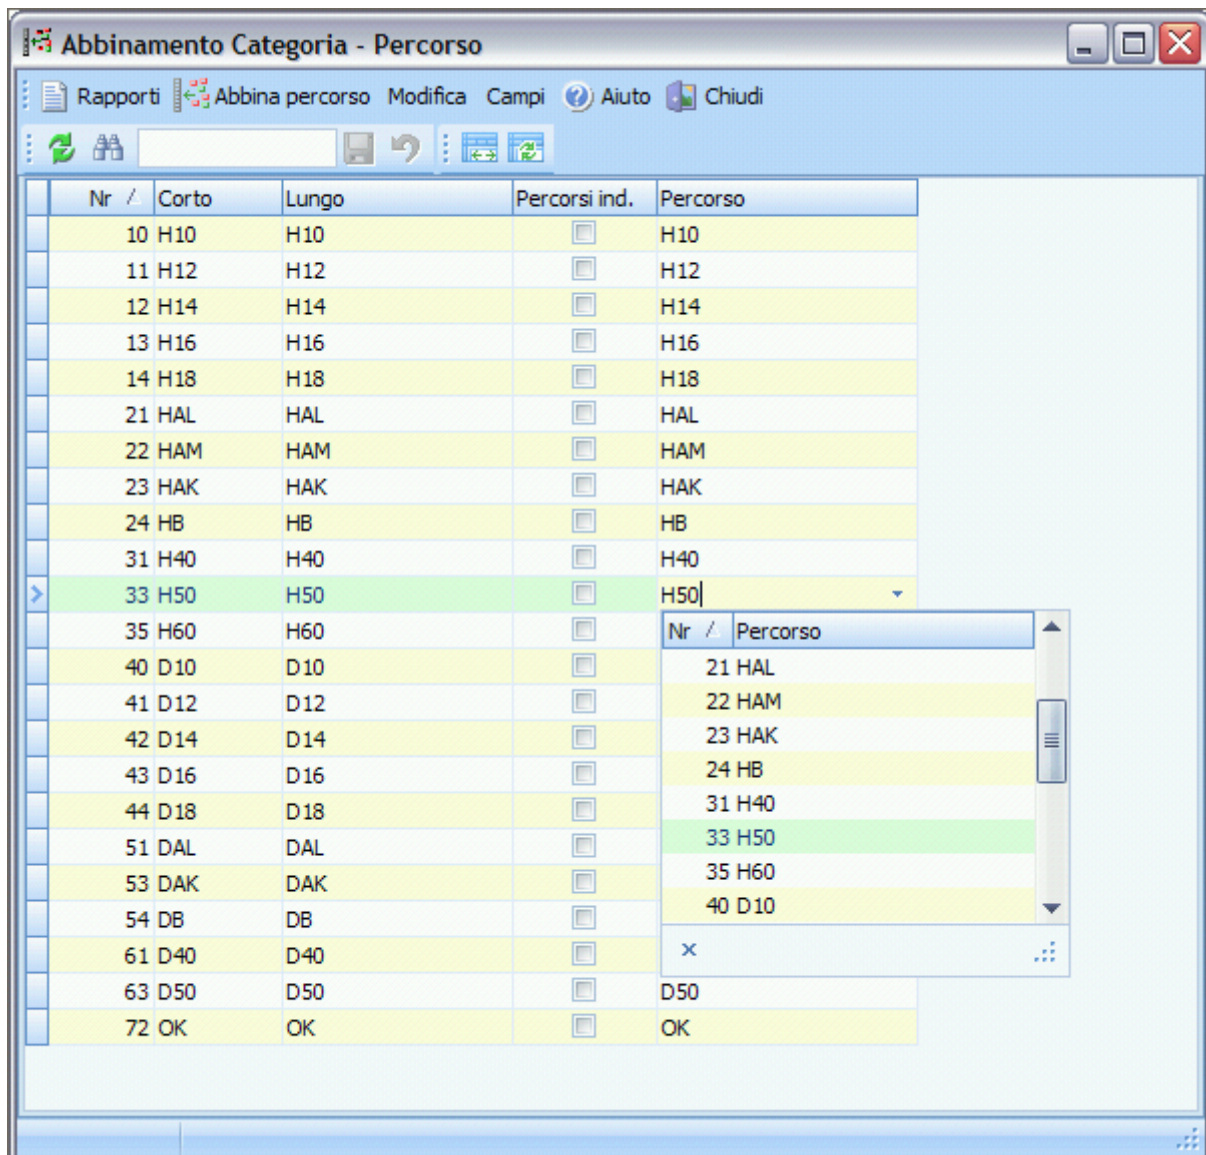 Abbinamento Categoria - Percorso
Rapporti Abbina percorso Modifica Campi Aiuto Chiudi
Nr Corto Lungo Percorsi ind. Percorso
10 H10 H10 H10
11 H12 H12 H12
12 H14 H14 H14
13 H16 H16 H16
14 H18 H18 H18
21 HAL HAL HAL
22 HAM HAM HAM
23 HAK HAK HAK
24 HB HB HB
31 H40 H40 H40
33 H50 H50 H50
35 H60 H60
40 D10 D10
41 D12 D12
42 D14 D14
43 D16 D16
44 D18 D18
51 DAL DAL
53 DAK DAK
54 DB DB
61 D40 D40
63 D50 D50 D50
72 OK OK OK
Nr Percorso
21 HAL
22 HAM
23 HAK
24 HB
31 H40
33 H50
35 H60
40 D10